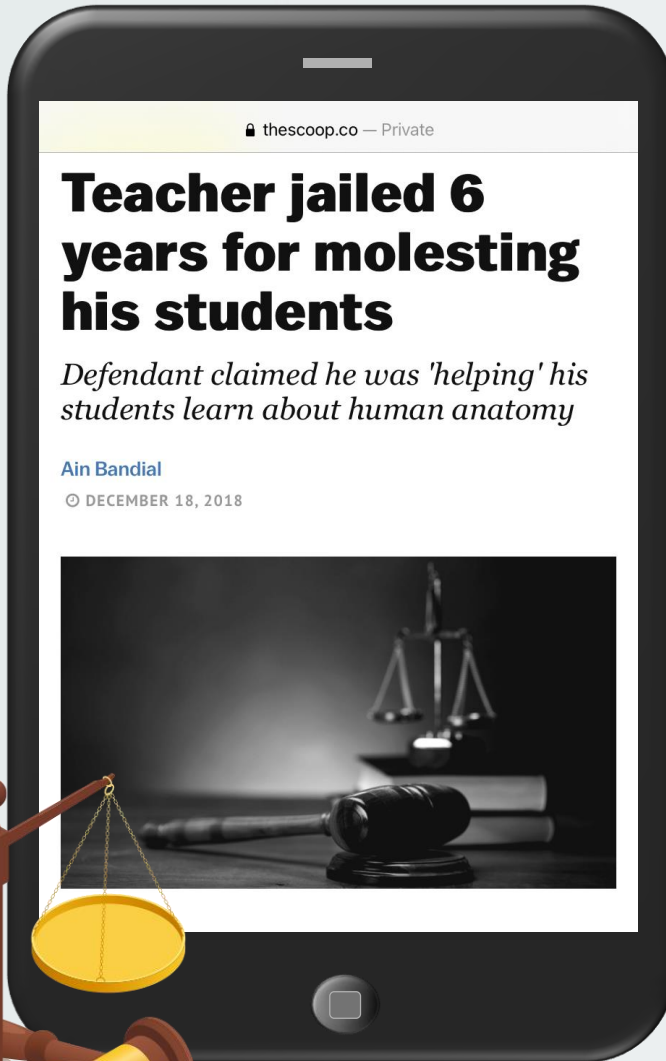 thescoop.co — Private
Teacher jailed 6
years for molesting
his students
Defendant claimed he was 'helping' his
students learn about human anatomy
Ain Bandial
DECEMBER 18, 2018